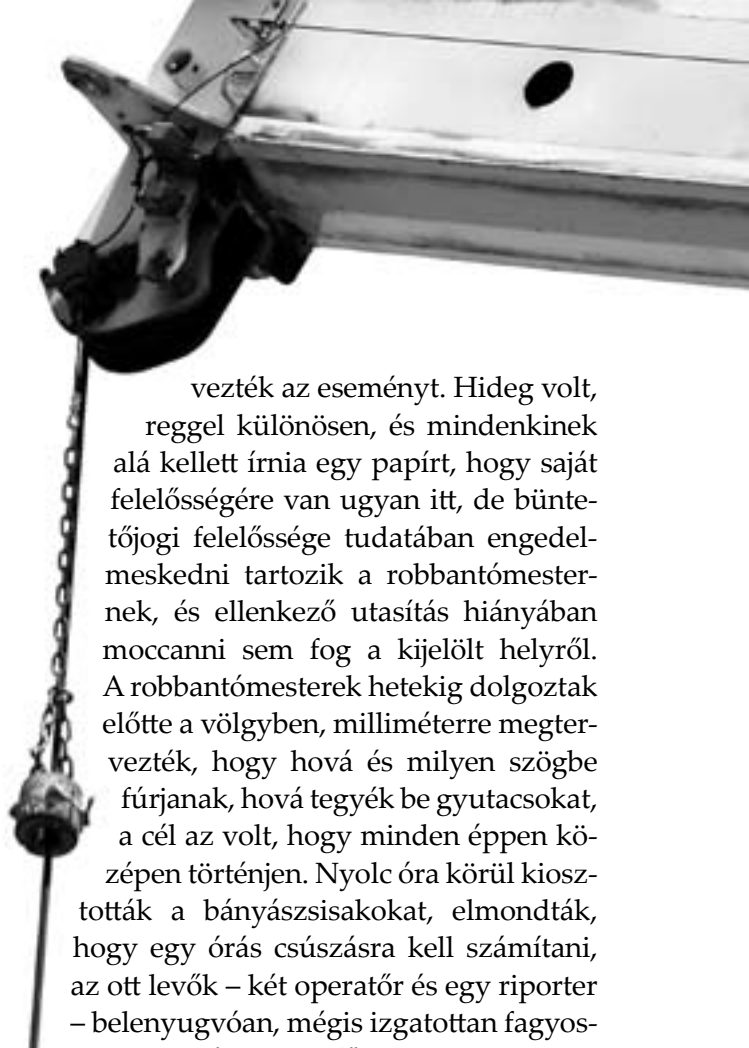 vezték az eseményt. Hideg volt,
reggel különösen, és mindenkinek
alá kellett írnia egy papírt, hogy saját
felelősségére van ugyan itt, de bünte-
tőjogi felelőssége tudatában engedel-
meskedni tartozik a robbantómester-
nek, és ellenkező utasítás hiányában
moccanni sem fog a kijelölt helyről.
A robbantómesterek hetekig dolgoztak
előtte a völgyben, milliméterre megter-
vezték, hogy hová és milyen szögbe
fúrjanak, hová tegyék be gyutacsokat,
a cél az volt, hogy minden éppen kö-
zépen történjen. Nyolc óra körül kiosz-
tották a bányászsisakokat, elmondták,
hogy egy órás csúszásra kell számítani,
az ott levők – két operatőr és egy riporter
– belenyugvóan, mégis izgatottan fagyos-